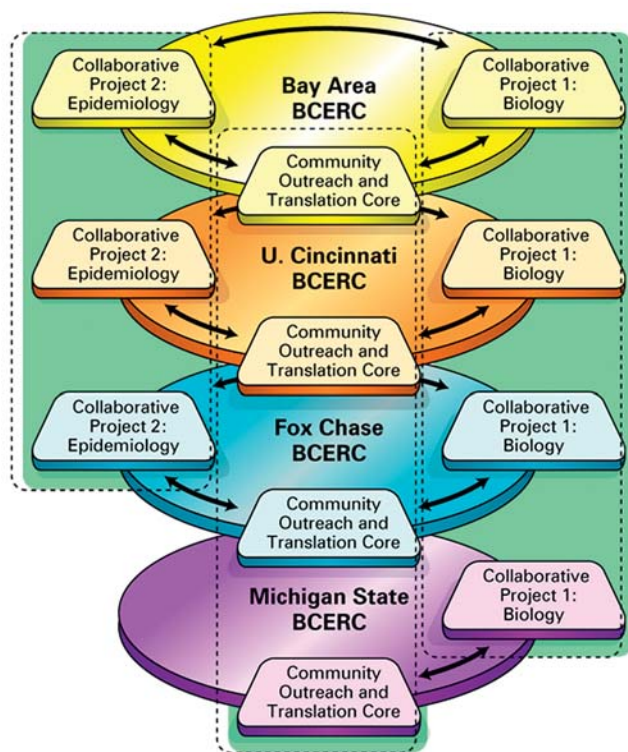 Collaborative
Project 2:
Epidemiology
Bay Area
BCERC
Collaborative
Project 1:
Biology
Community
Outreach and
Translation Core
Collaborative
Project 2:
Epidemiology
U. Cincinnati
BCERC
Collaborative
Project 1:
Biology
Community
Outreach and
Translation Core
Collaborative
Project 2:
Epidemiology
Fox Chase
BCERC
Collaborative
Project 1:
Biology
Community
Outreach and
Translation Core
Michigan State
BCERC
Collaborative
Project 1:
Biology
Community
Outreach and
Translation Core